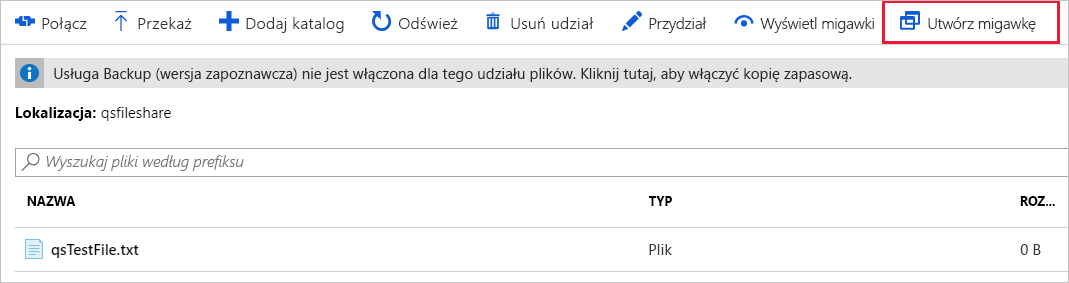 Połącz Przekaż Dodaj katalog Odśwież Usuń udział Przydział Wyświetl migawki Utwórz migawkę
Usługa Backup (wersja zapoznawcza) nie jest włączona dla tego udziału plików. Kliknij tutaj, aby włączyć kopię zapasową.
Lokalizacja: qsfileshare
Wyszukaj pliki według prefiksu
NAZWA TYP ROZ...
qsTestFile.txt Plik 0 B